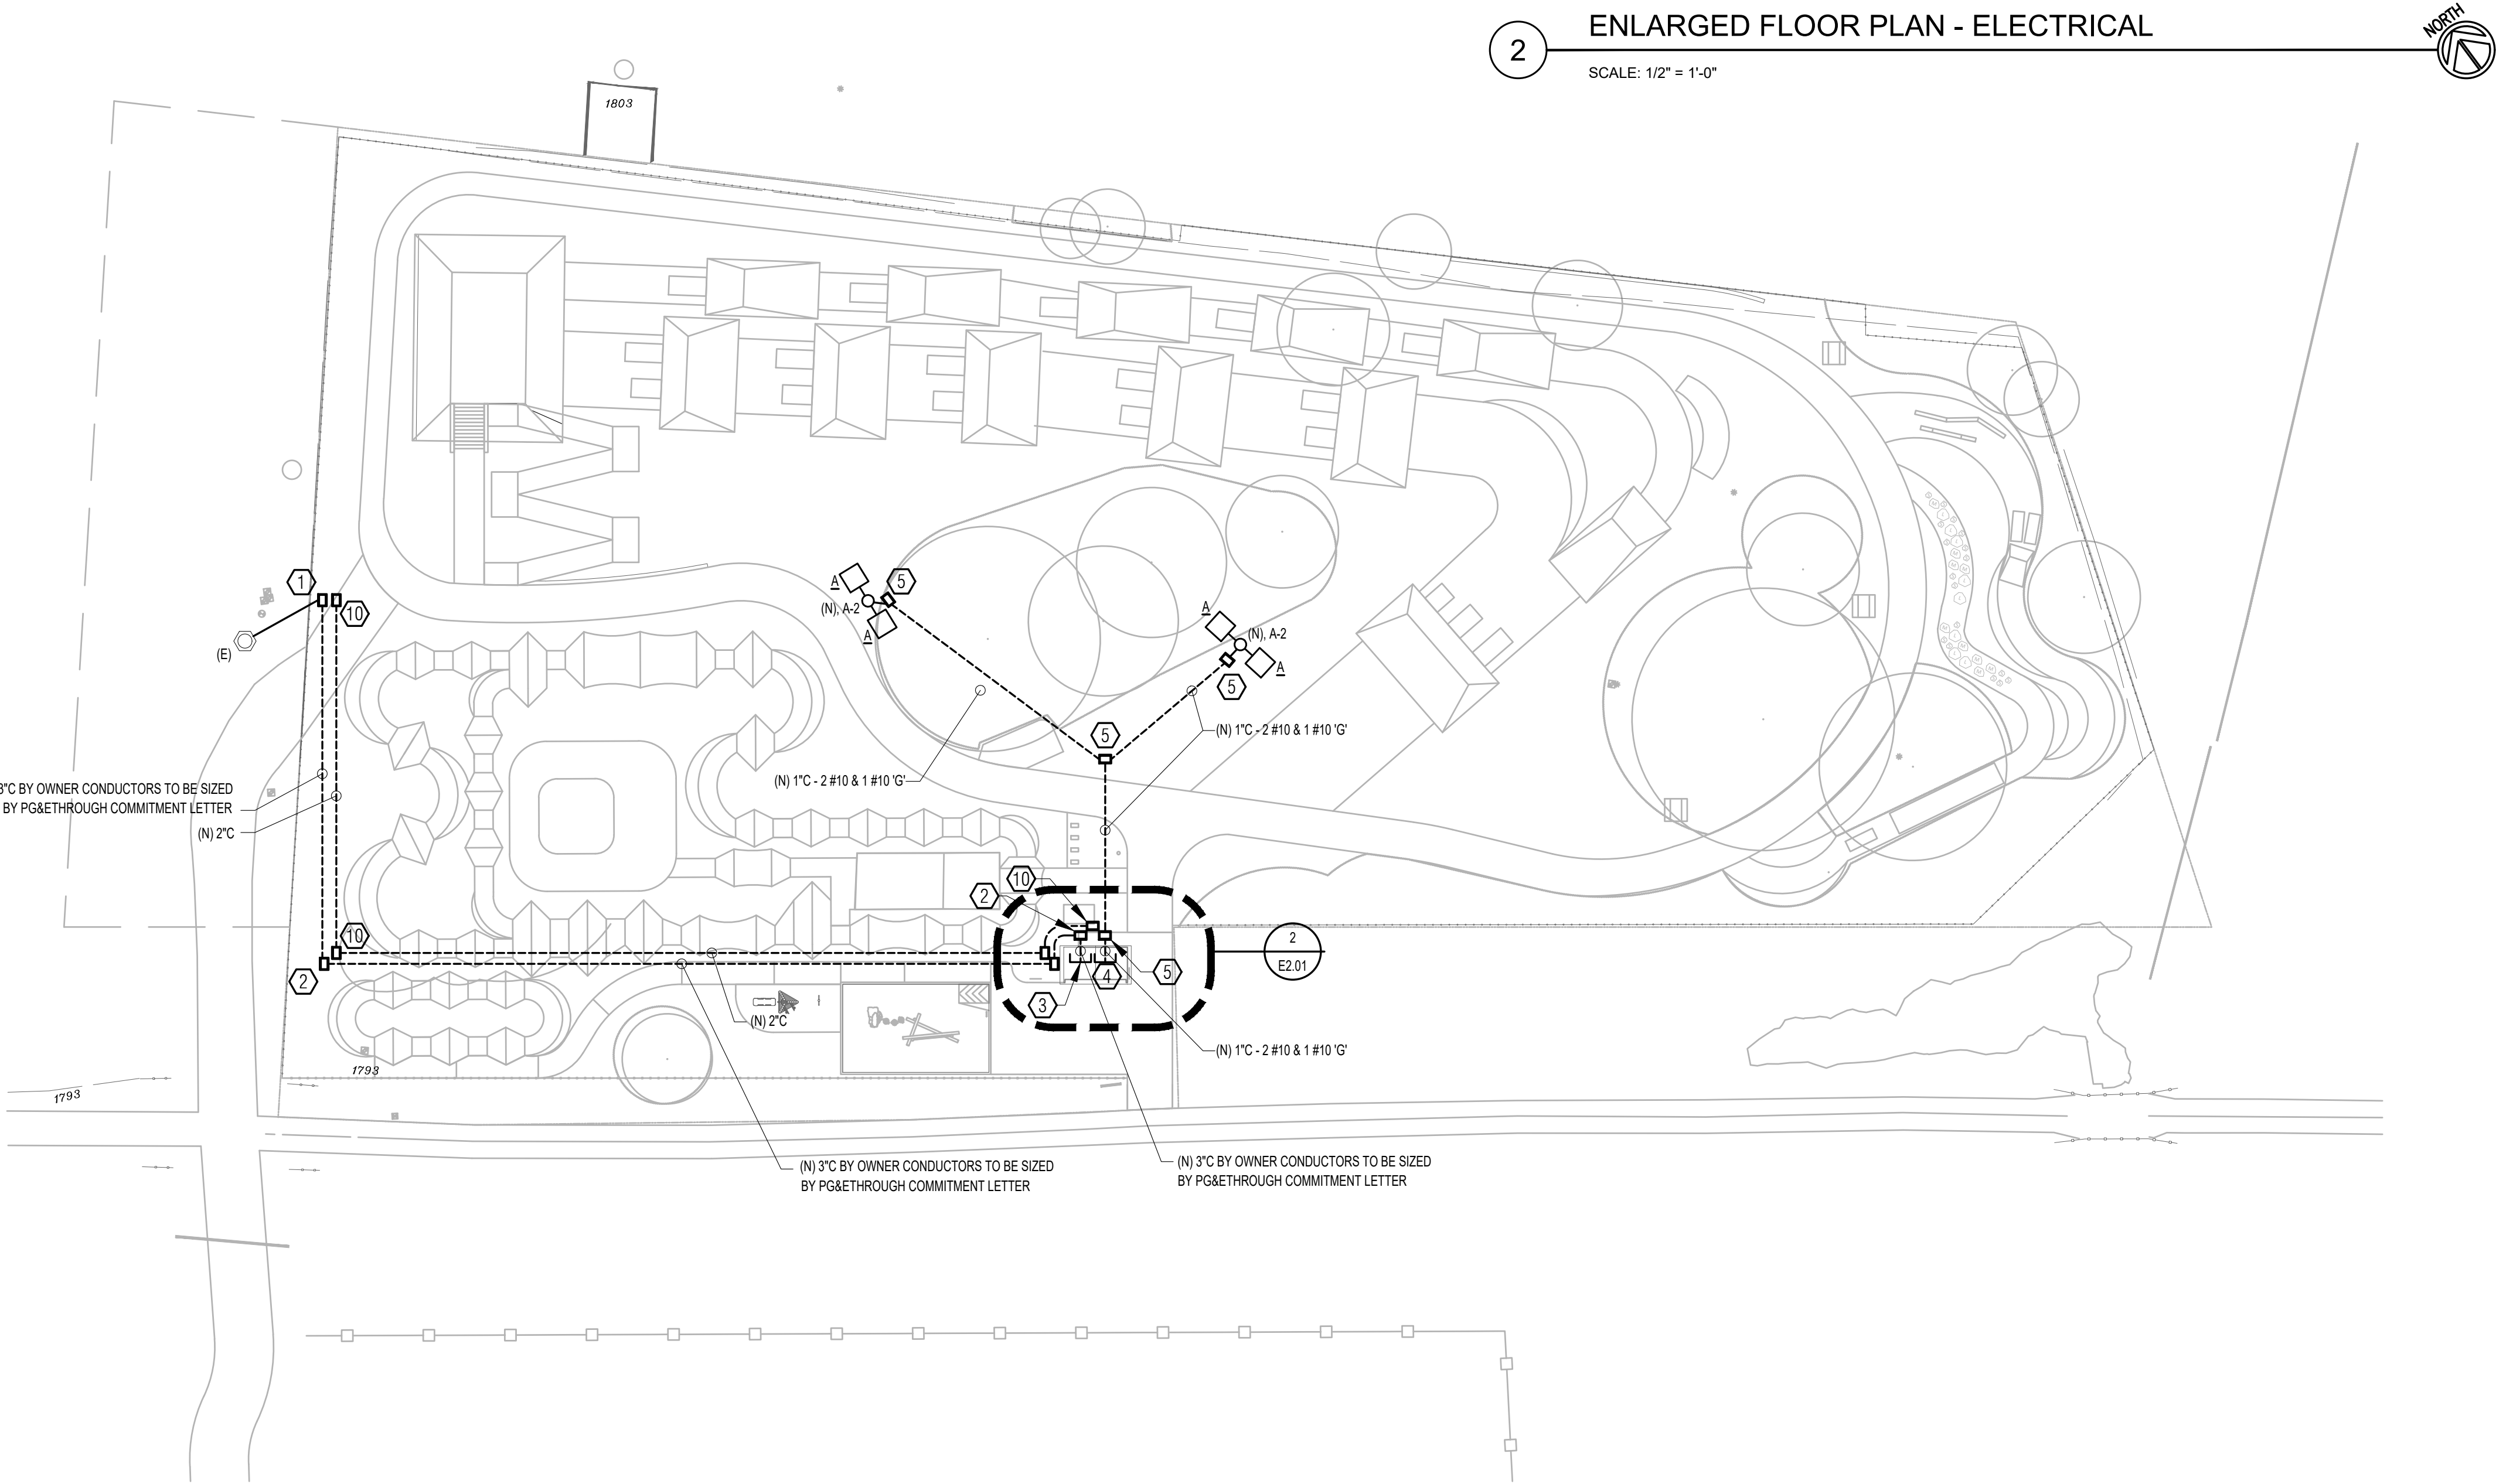 ENLARGED FLOOR PLAN - ELECTRICAL
2
SCALE: 1/2" = 1'-0"
NORTH
1803
1
10
(E)
A
5
(N), A-2
A
A
(N), A-2
A
5
5
(N) 1"C - 2 #10 & 1 #10 'G'
(N) 1"C - 2 #10 & 1 #10 'G'
3"C BY OWNER CONDUCTORS TO BE SIZED
BY PG&ETHROUGH COMMITMENT LETTER
(N) 2"C
10
2
10
2
2
E2.01
5
4
3
(N) 2"C
(N) 1"C - 2 #10 & 1 #10 'G'
1793
1793
(N) 3"C BY OWNER CONDUCTORS TO BE SIZED
BY PG&ETHROUGH COMMITMENT LETTER
(N) 3"C BY OWNER CONDUCTORS TO BE SIZED
BY PG&ETHROUGH COMMITMENT LETTER